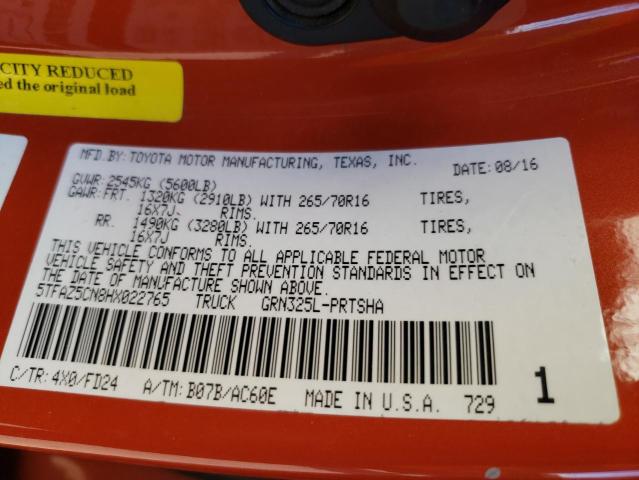 CITY REDUCED
ed the original load
MFD.BY:TOYOTA MOTOR MANUFACTURING, TEXAS, INC. DATE:08/16
GVWR:2545KG (5600LB)
GAWR:FRT. 1320KG (2910LB) WITH 265/70R16 TIRES,
16X7J RIMS.
RR. 1490KG (3280LB) WITH 265/70R16 TIRES,
16X7J RIMS.
THIS VEHICLE CONFORMS TO ALL APPLICABLE FEDERAL MOTOR
VEHICLE SAFETY AND THEFT PREVENTION STANDARDS IN EFFECT ON
THE DATE OF MANUFACTURE SHOWN ABOVE.
5TFAZ5CN8HX022765 TRUCK GRN325L-PRTSHA
C/TR:4X0/FD24 A/TM:B07B/AC60E MADE IN U.S.A. 729 1